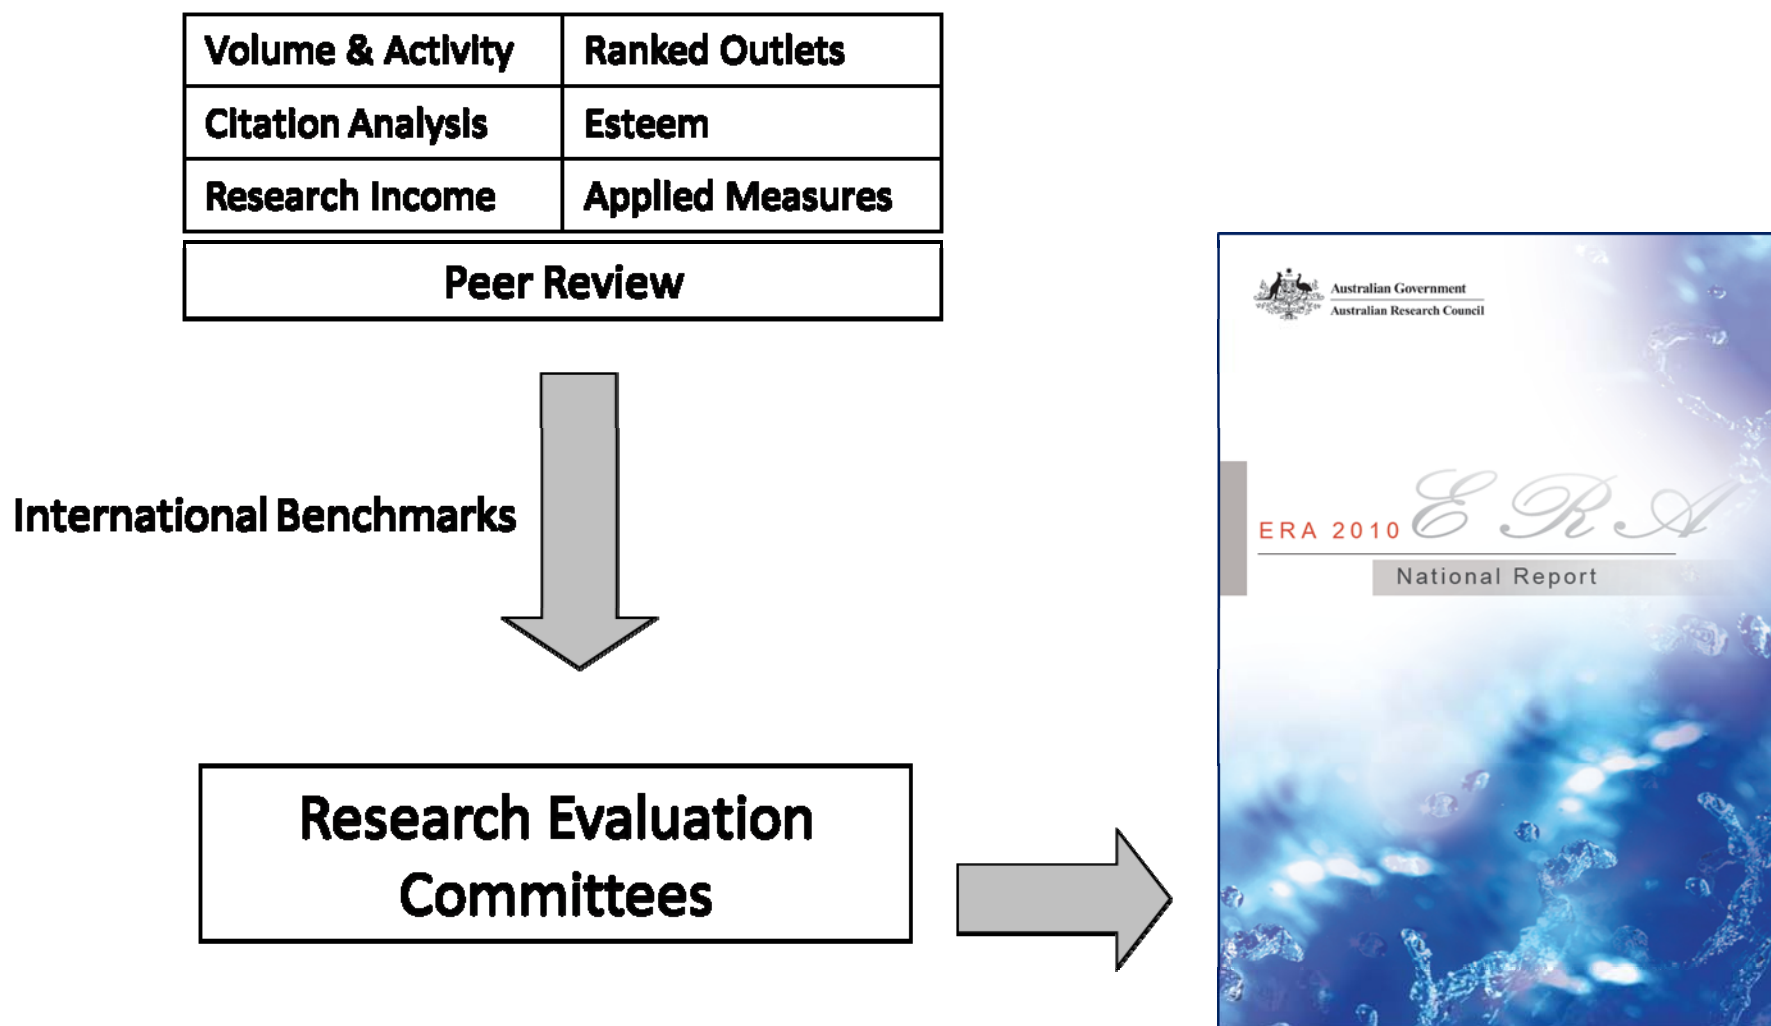 Volume & Activity
Ranked Outlets
Citation Analysis
Esteem
Research Income
Applied Measures
Peer Review
International Benchmarks
Research Evaluation
Committees
Australian Government
Australian Research Council
ERA 2010
E R A
National Report